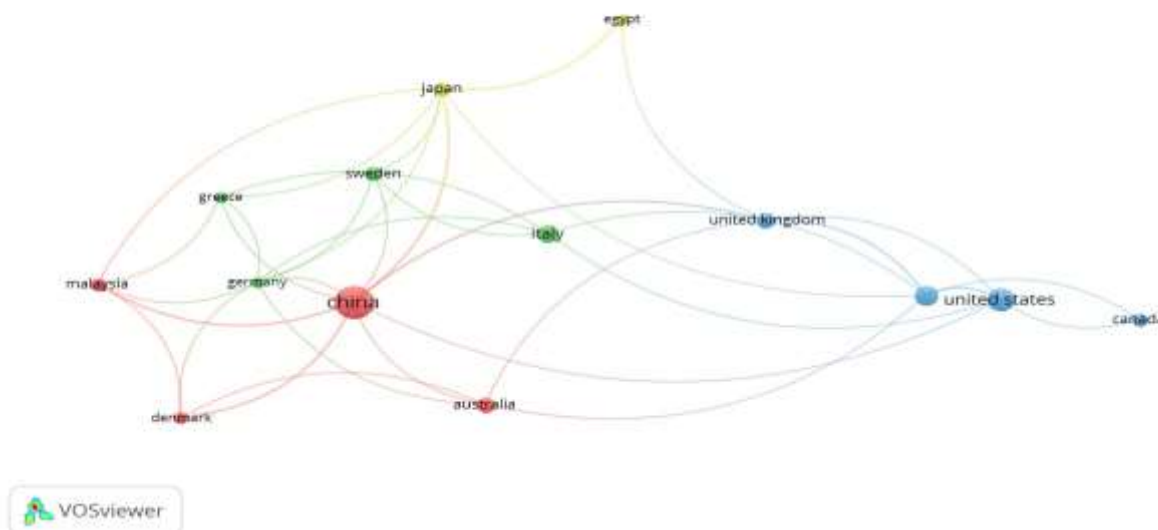 egypt
japan
sweden
greece
united kingdom
italy
malaysia
germany
china
united states
canada
denmark
australia
VOSviewer